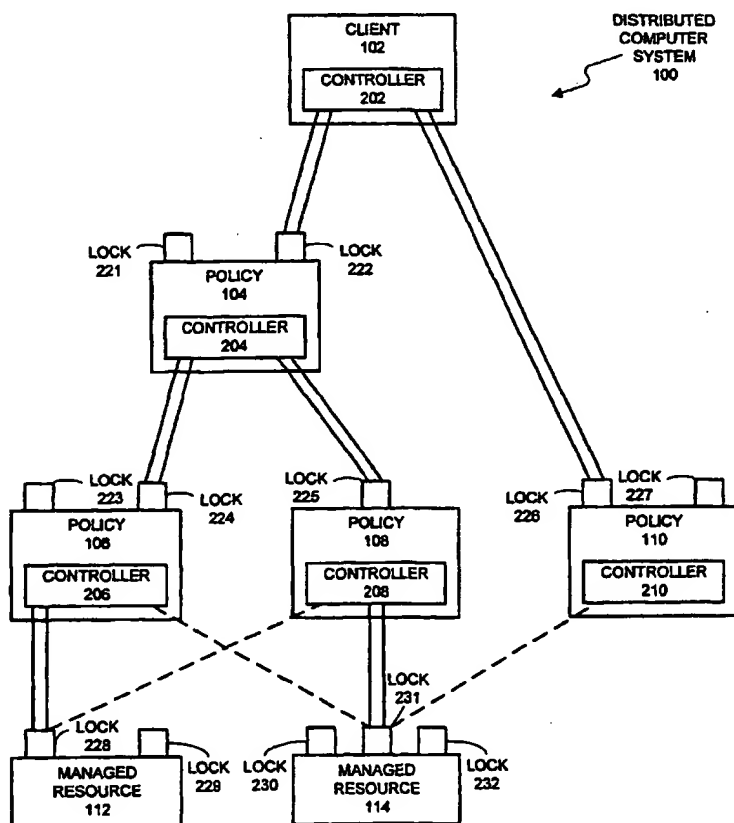 CLIENT
102
CONTROLLER
202
DISTRIBUTED
COMPUTER
SYSTEM
100
LOCK
221
LOCK
222
POLICY
104
CONTROLLER
204
LOCK
223
LOCK
224
LOCK
225
LOCK
226
LOCK
227
POLICY
106
CONTROLLER
206
POLICY
108
CONTROLLER
208
POLICY
110
CONTROLLER
210
LOCK
228
LOCK
229
LOCK
230
LOCK
231
LOCK
232
MANAGED
RESOURCE
112
MANAGED
RESOURCE
114